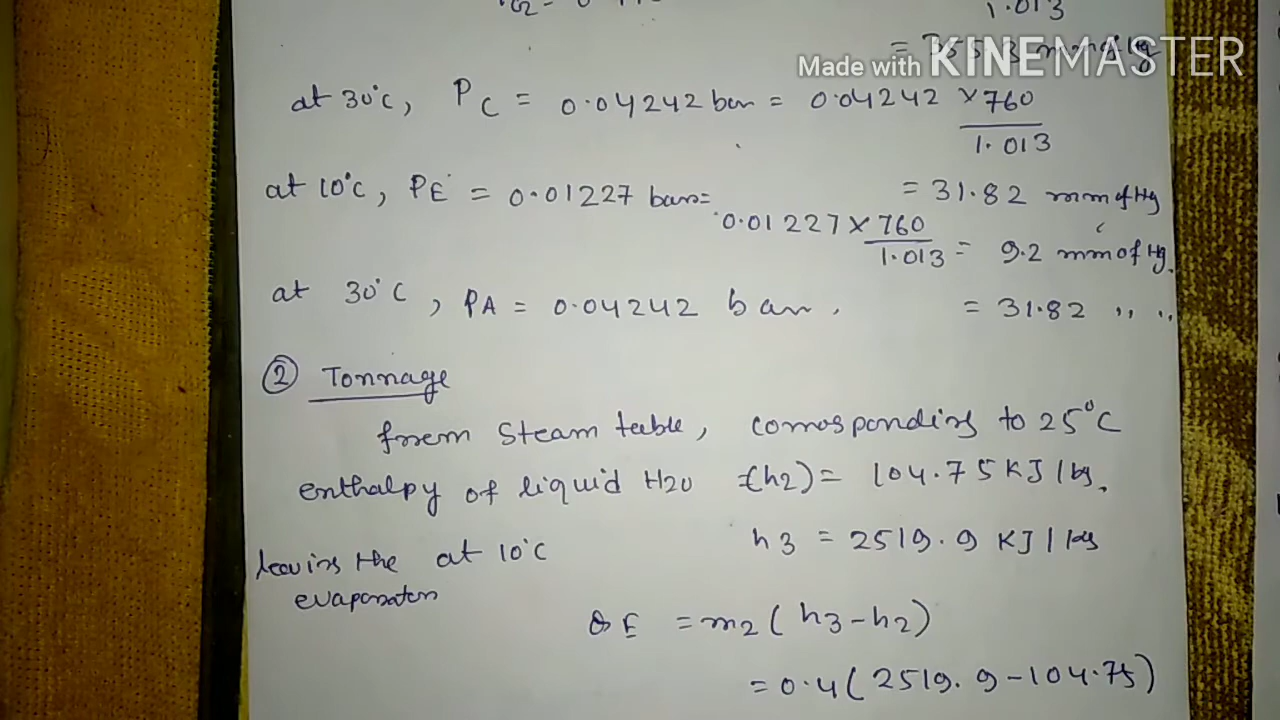 1.013
Made with KINEMASTER
at 30°C, PC = 0.04242 bar = 0.04242 × 760
1.013
= 31.82 mm of Hg
at 10°C, PE = 0.01227 bar =
0.01227 × 760
1.013 = 9.2 mm of Hg.
at 30°C, PA = 0.04242 bar. = 31.82 ,, ,,
② Tonnage
from Steam table, corresponding to 25°C
enthalpy of liquid H2O (h2) = 104.75 KJ/kg.
h3 = 2519.9 KJ/kg
leaving the at 10°C
evaporator
QE = m2 (h3-h2)
= 0.4 (2519.9-104.75)